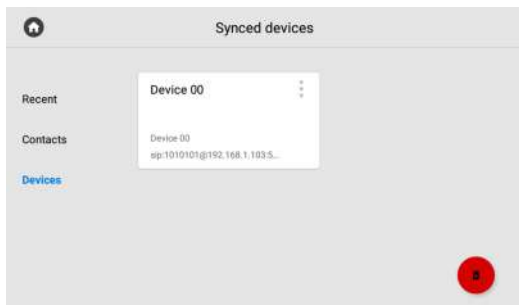 Synced devices
Recent
Contacts
Devices
Device 00
Device 00
sip:1010101@192.168.1.103:5...